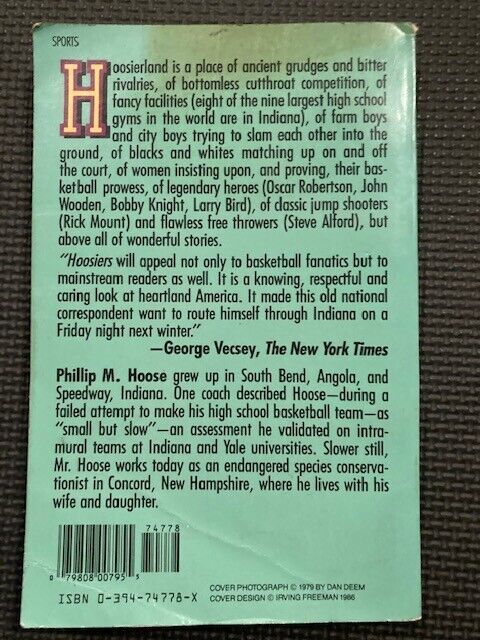 SPORTS
Hoosierland is a place of ancient grudges and bitter
rivalries, of bottomless cutthroat competition, of
fancy facilities (eight of the nine largest high school
gyms in the world are in Indiana), of farm boys
and city boys trying to slam each other into the
ground, of blacks and whites matching up on and off
the court, of women insisting upon, and proving, their bas-
ketball prowess, of legendary heroes (Oscar Robertson, John
Wooden, Bobby Knight, Larry Bird), of classic jump shooters
(Rick Mount) and flawless free throwers (Steve Alford), but
above all of wonderful stories.
"Hoosiers will appeal not only to basketball fanatics but to
mainstream readers as well. It is a knowing, respectful and
caring look at heartland America. It made this old national
correspondent want to route himself through Indiana on a
Friday night next winter."
—George Vecsey, The New York Times
Phillip M. Hoose grew up in South Bend, Angola, and
Speedway, Indiana. One coach described Hoose—during a
failed attempt to make his high school basketball team—as
"small but slow"—an assessment he validated on intra-
mural teams at Indiana and Yale universities. Slower still,
Mr. Hoose works today as an endangered species conserva-
tionist in Concord, New Hampshire, where he lives with his
wife and daughter.
74778
0 79808 00795 3
ISBN 0-394-74778-X
COVER PHOTOGRAPH © 1979 BY DAN DEEM
COVER DESIGN © IRVING FREEMAN 1986